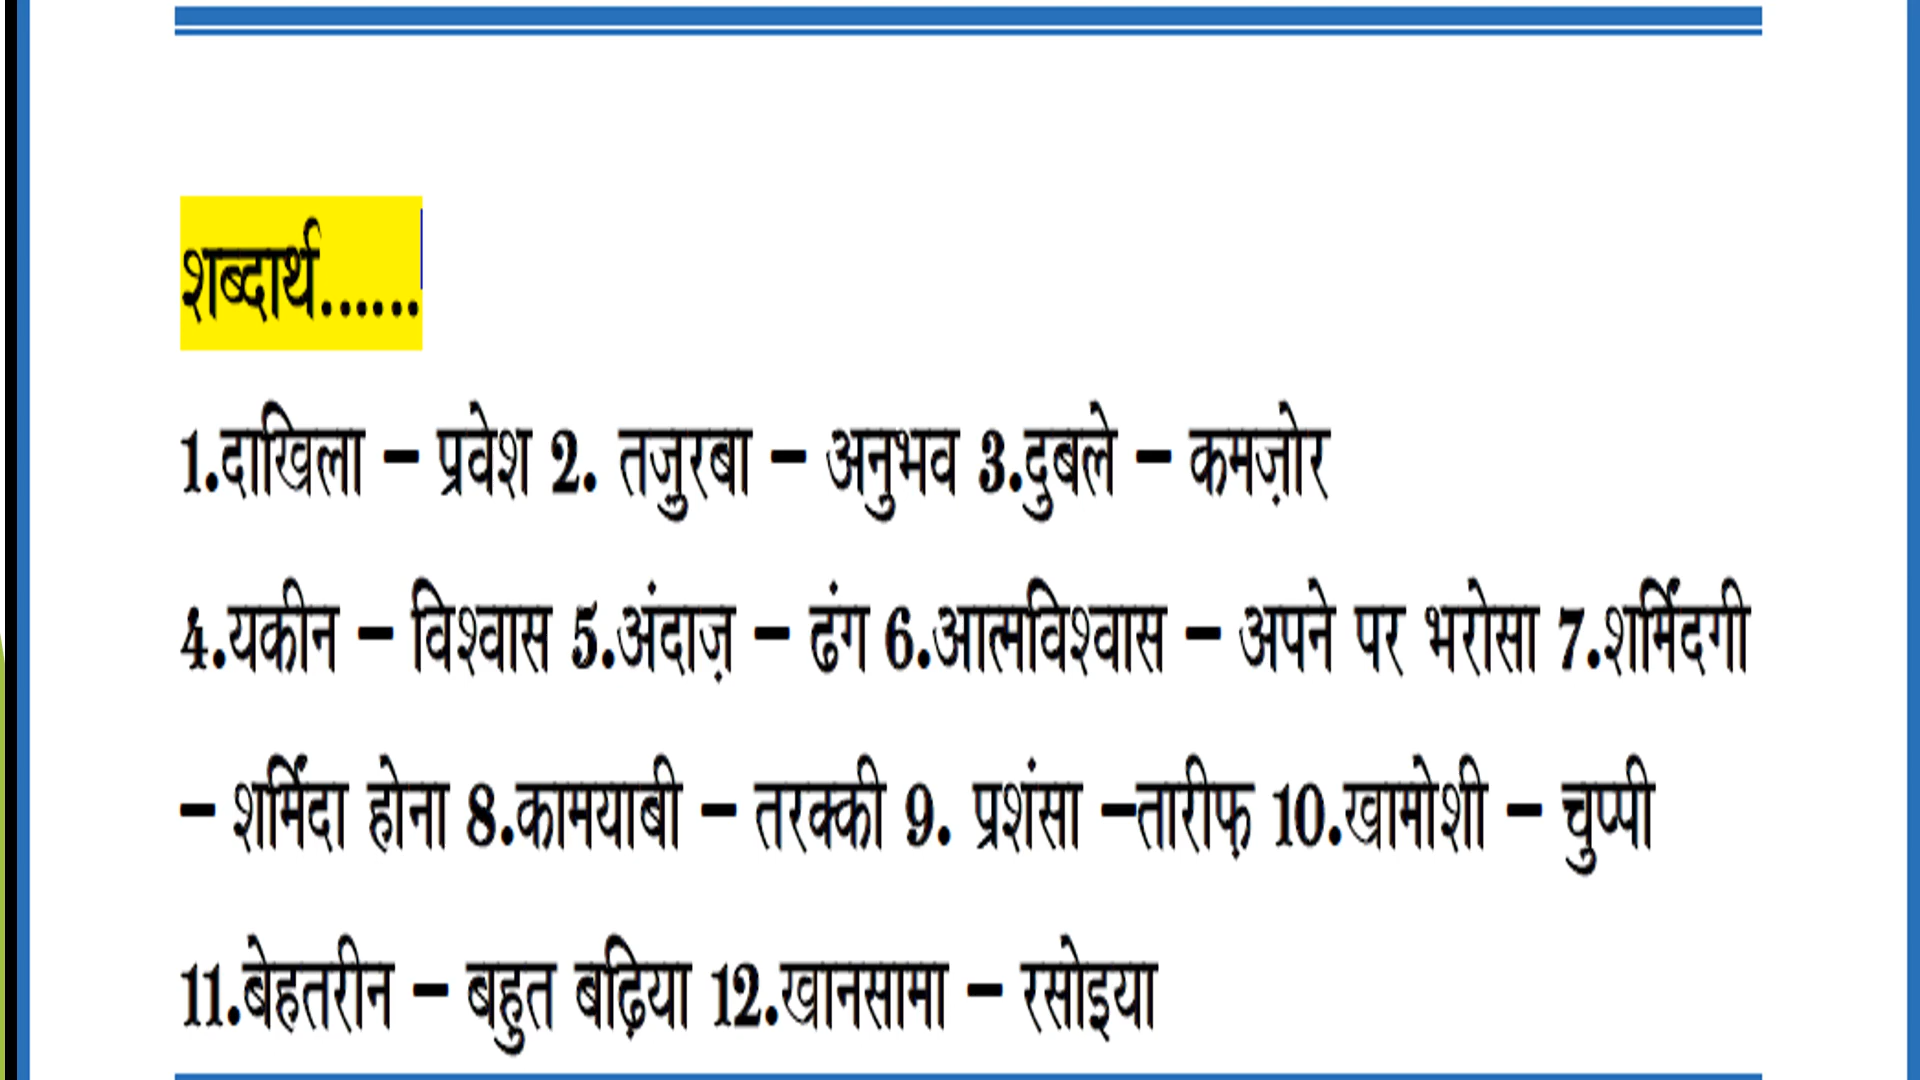 शब्दार्थ......
1.दाखिला – प्रवेश 2. तजुरबा – अनुभव 3.दुबले – कमज़ोर
4.यकीन – विश्वास 5.अंदाज़ – ढंग 6.आत्मविश्वास – अपने पर भरोसा 7.शर्मिंदगी
– शर्मिंदा होना 8.कामयाबी – तरक्की 9. प्रशंसा –तारीफ़ 10.खामोशी – चुप्पी
11.बेहतरीन – बहुत बढ़िया 12.खानसामा – रसोइया